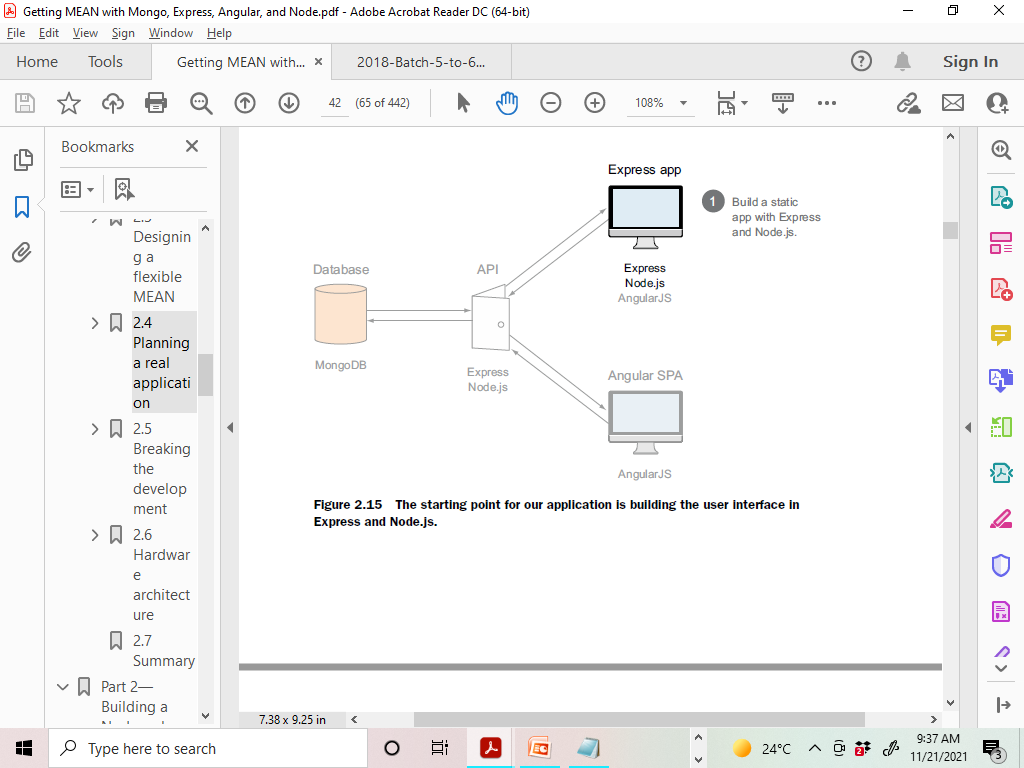 Getting MEAN with Mongo, Express, Angular, and Node.pdf - Adobe Acrobat Reader DC (64-bit)
File Edit View Sign Window Help
Home Tools Getting MEAN with... × 2018-Batch-5-to-6... Sign In
42 (65 of 442) 108%
Bookmarks
Designin
g a
flexible
MEAN
2.4
Planning
a real
applicati
on
2.5
Breaking
the
develop
ment
2.6
Hardwar
e
architect
ure
2.7
Summary
Part 2—
Building a
Express app
1 Build a static
app with Express
and Node.js.
Express
Node.js
AngularJS
Database
API
MongoDB
Express
Node.js
Angular SPA
AngularJS
Figure 2.15 The starting point for our application is building the user interface in
Express and Node.js.
7.38 x 9.25 in
Type here to search
24°C
9:37 AM
11/21/2021
2
3